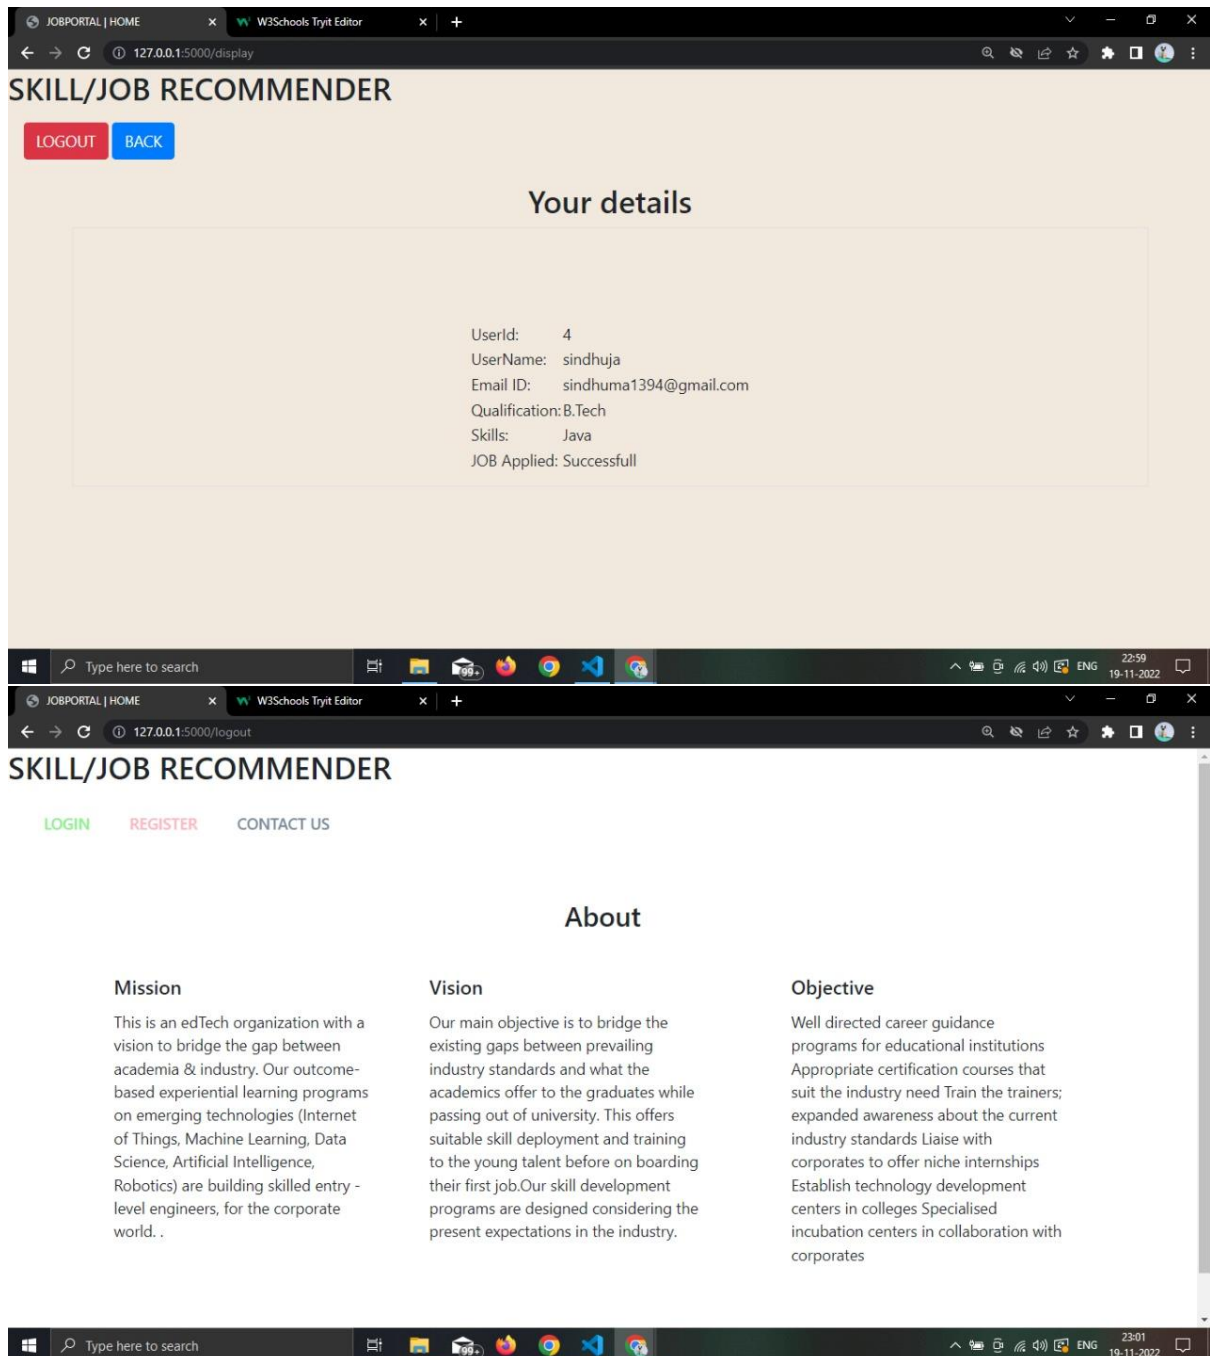 JOBPORTAL | HOME
W3Schools Tryit Editor
127.0.0.1:5000/display
SKILL/JOB RECOMMENDER
LOGOUT BACK
Your details
UserId: 4
UserName: sindhuja
Email ID: sindhuma1394@gmail.com
Qualification: B.Tech
Skills: Java
JOB Applied: Successfull
Type here to search
99+
ENG
22:59
19-11-2022
JOBPORTAL | HOME
W3Schools Tryit Editor
127.0.0.1:5000/logout
SKILL/JOB RECOMMENDER
LOGIN REGISTER CONTACT US
About
Mission
This is an edTech organization with a
vision to bridge the gap between
academia & industry. Our outcome-
based experiential learning programs
on emerging technologies (Internet
of Things, Machine Learning, Data
Science, Artificial Intelligence,
Robotics) are building skilled entry -
level engineers, for the corporate
world. .
Vision
Our main objective is to bridge the
existing gaps between prevailing
industry standards and what the
academics offer to the graduates while
passing out of university. This offers
suitable skill deployment and training
to the young talent before on boarding
their first job.Our skill development
programs are designed considering the
present expectations in the industry.
Objective
Well directed career guidance
programs for educational institutions
Appropriate certification courses that
suit the industry need Train the trainers;
expanded awareness about the current
industry standards Liaise with
corporates to offer niche internships
Establish technology development
centers in colleges Specialised
incubation centers in collaboration with
corporates
Type here to search
99+
ENG
23:01
19-11-2022